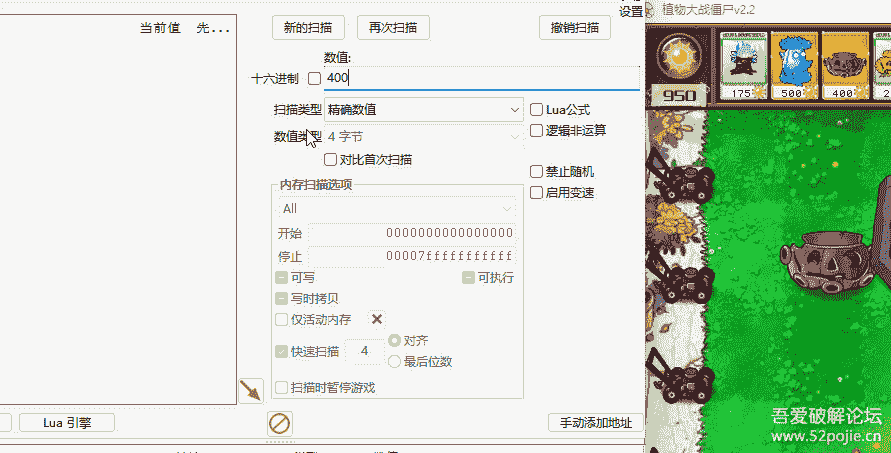 设置
植物大战僵尸v2.2
当前值 先...
新的扫描
再次扫描
撤销扫描
数值:
十六进制
400
扫描类型
精确数值
Lua公式
数值类型
4 字节
逻辑非运算
对比首次扫描
禁止随机
启用变速
内存扫描选项
All
开始
0000000000000000
停止
00007fffffffffff
可写
可执行
写时拷贝
仅活动内存
快速扫描
4
对齐
最后位数
扫描时暂停游戏
Lua 引擎
手动添加地址
950
175
500
400
吾爱破解论坛
www.52pojie.cn